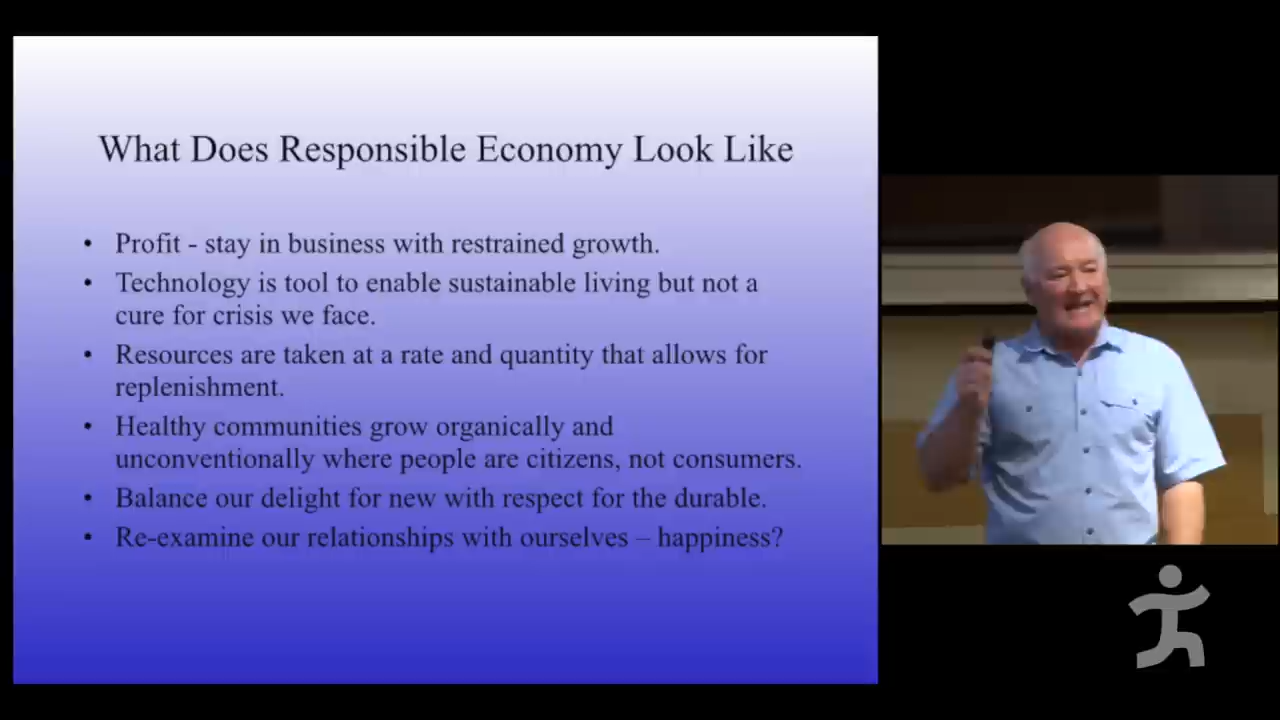 What Does Responsible Economy Look Like
• Profit - stay in business with restrained growth.
• Technology is tool to enable sustainable living but not a
cure for crisis we face.
• Resources are taken at a rate and quantity that allows for
replenishment.
• Healthy communities grow organically and
unconventionally where people are citizens, not consumers.
• Balance our delight for new with respect for the durable.
• Re-examine our relationships with ourselves – happiness?